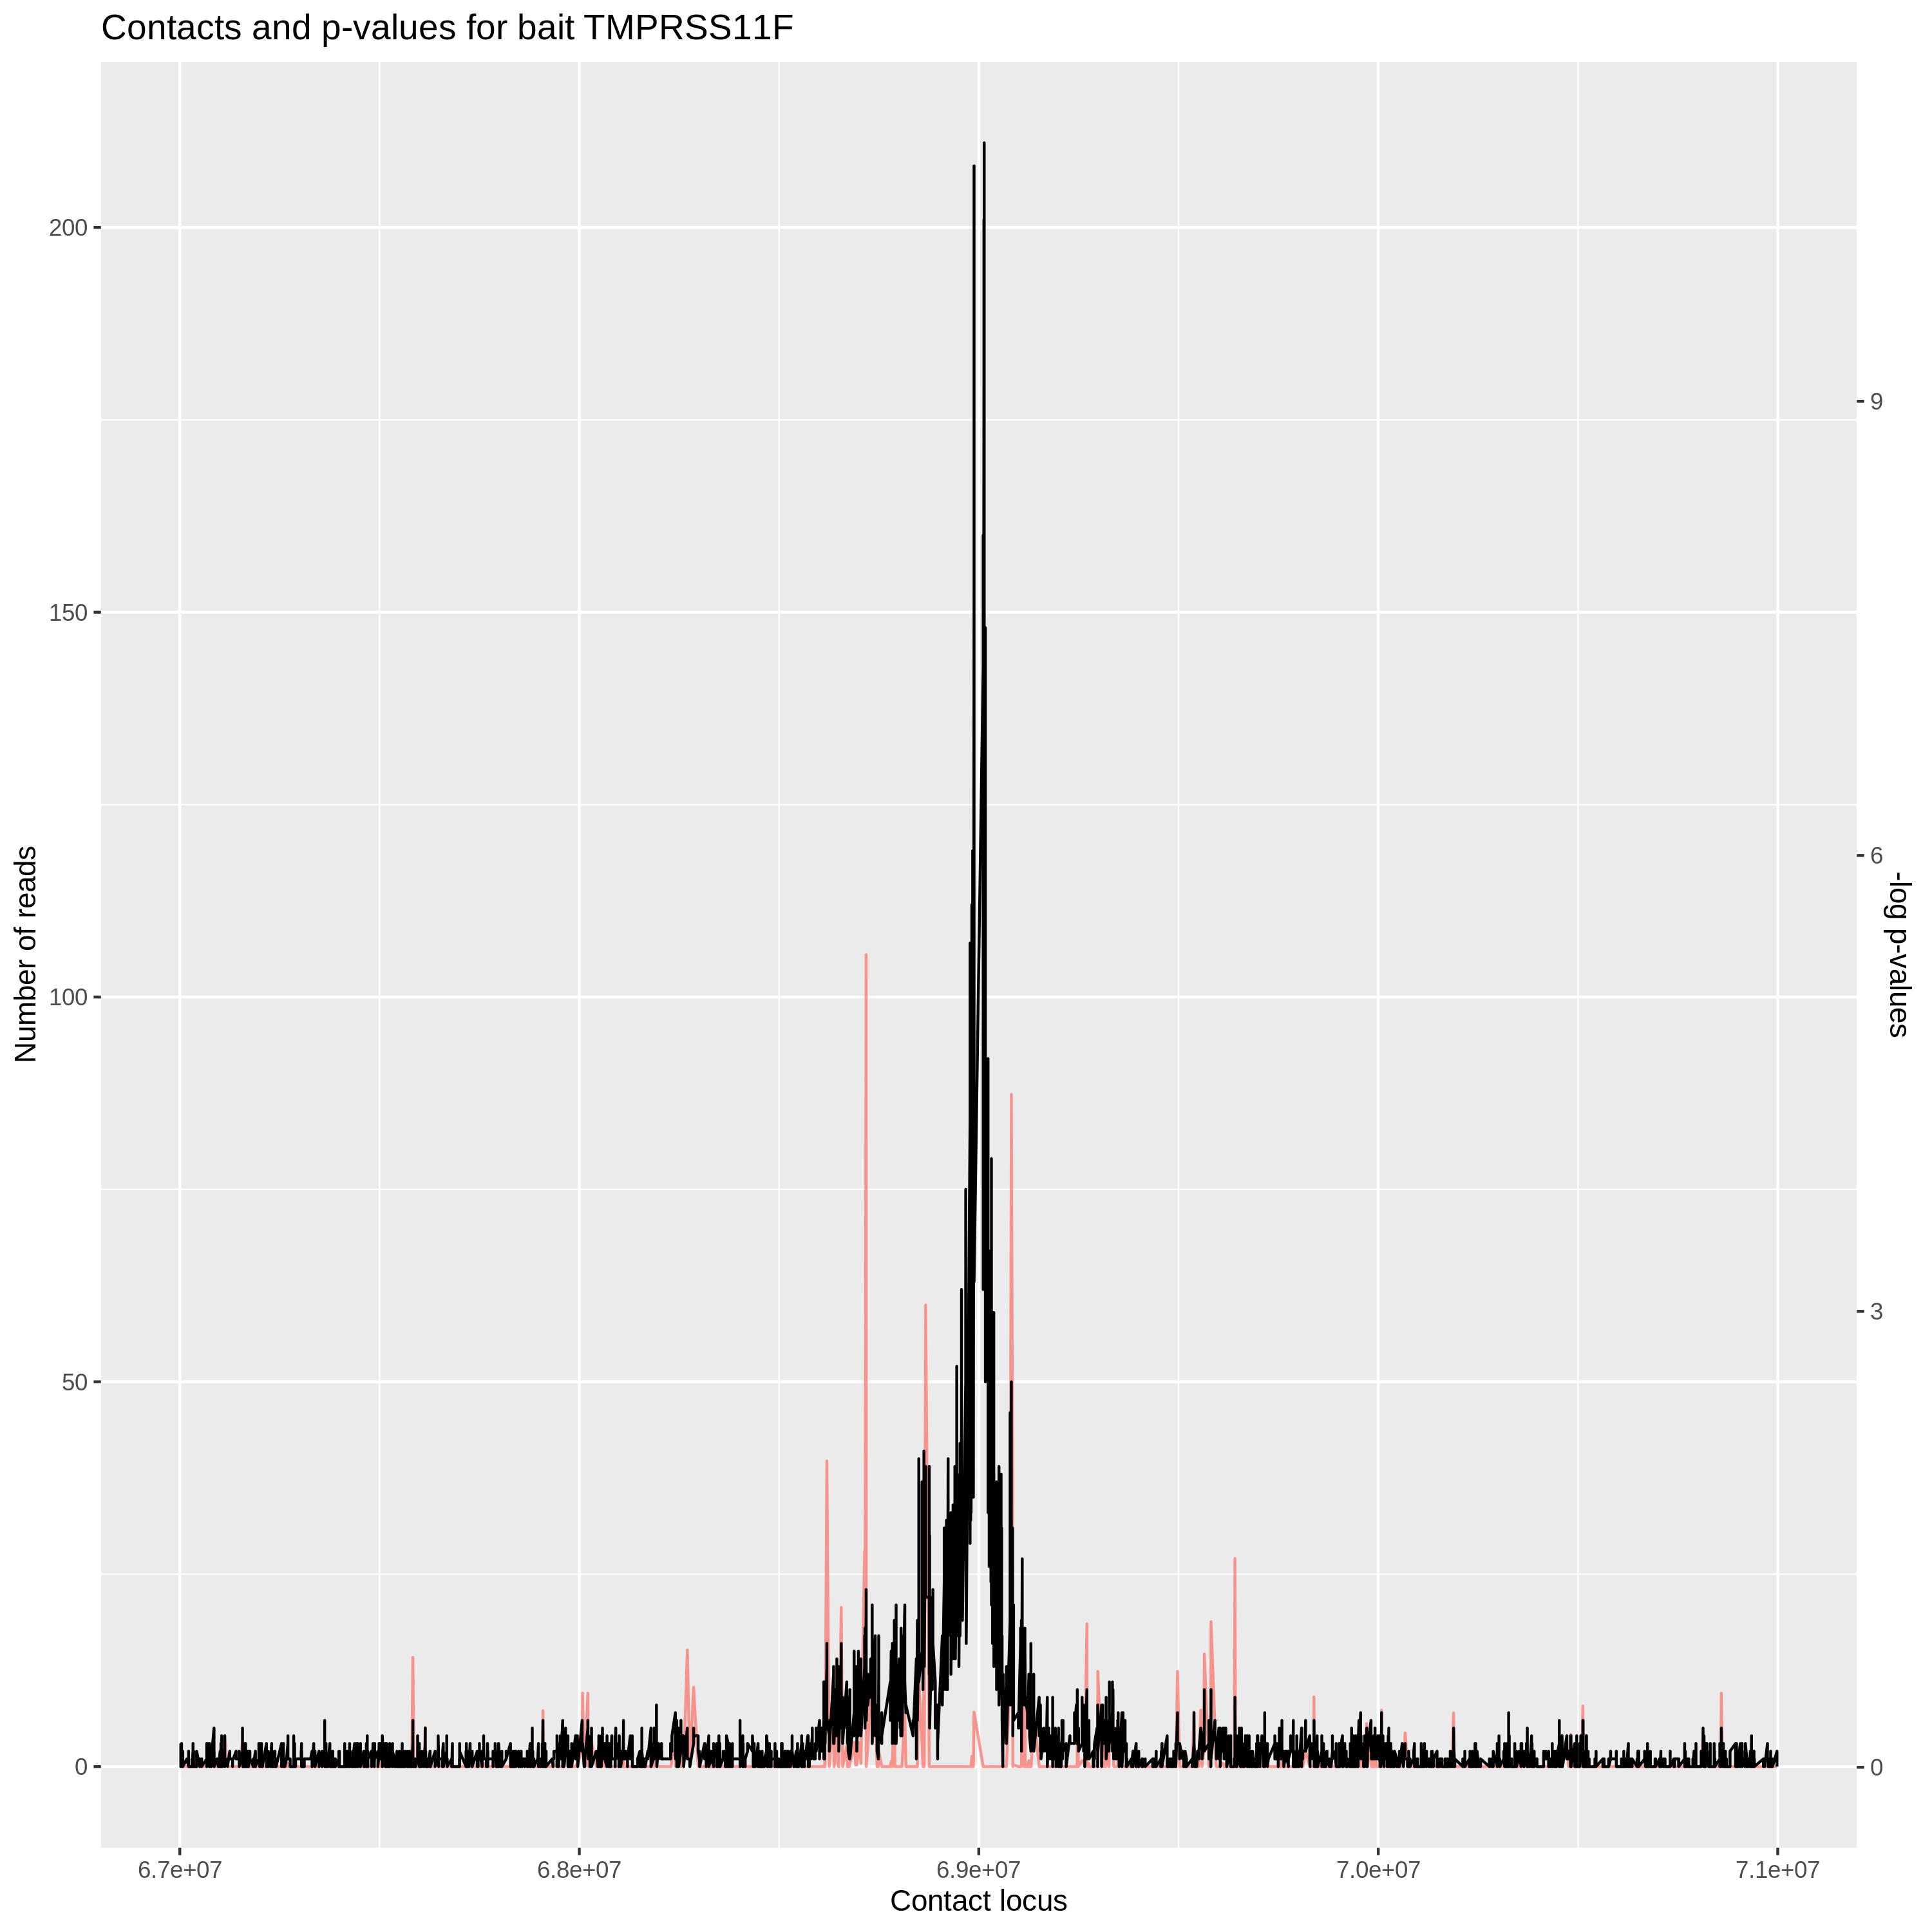 Contacts and p-values for bait TMPRSS11F
200
150
100
50
0
Number of reads
9
6
3
0
-log p-values
6.7e+07
6.8e+07
6.9e+07
7.0e+07
7.1e+07
Contact locus